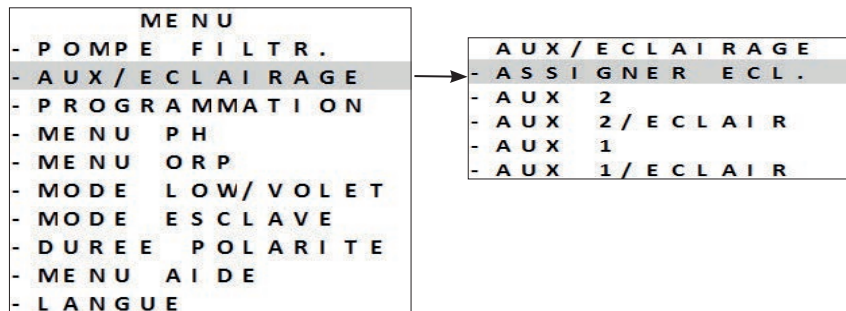 MENU
- POMPE FILTR.
- AUX/ECLAIRAGE
- PROGRAMMATION
- MENU PH
- MENU ORP
- MODE LOW/VOLET
- MODE ESCLAVE
- DUREE POLARITE
- MENU AIDE
- LANGUE
AUX/ECLAIRAGE
- ASSIGNER ECL.
- AUX 2
- AUX 2/ECLAIR
- AUX 1
- AUX 1/ECLAIR